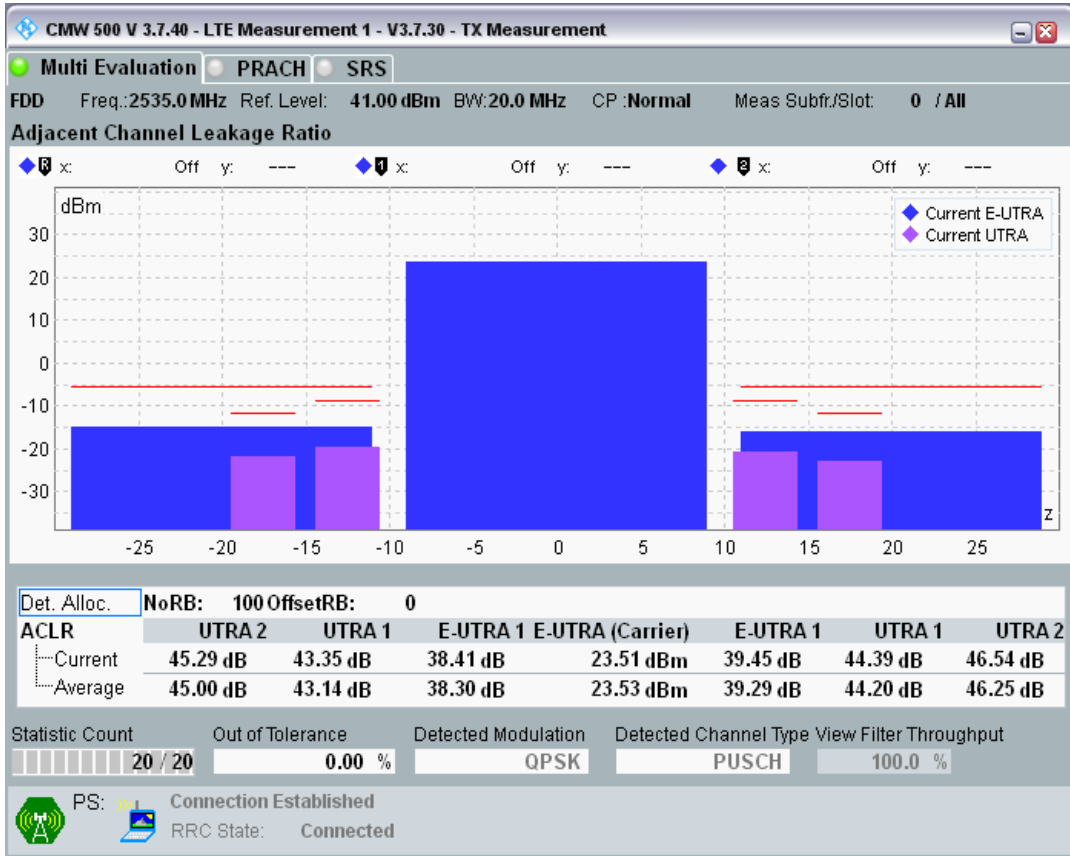 CMW 500 V 3.7.40 - LTE Measurement 1 - V3.7.30 - TX Measurement
Multi Evaluation PRACH SRS
FDD Freq.:2535.0 MHz Ref. Level: 41.00 dBm BW:20.0 MHz CP :Normal Meas Subfr./Slot: 0 / All
Adjacent Channel Leakage Ratio
R x: Off y: --- 1 x: Off y: --- 2 x: Off y: ---
dBm
Current E-UTRA
Current UTRA
30
20
10
0
-10
-20
-30
z
-25 -20 -15 -10 -5 0 5 10 15 20 25
Det. Alloc. NoRB: 100 OffsetRB: 0
ACLR UTRA 2 UTRA 1 E-UTRA 1 E-UTRA (Carrier) E-UTRA 1 UTRA 1 UTRA 2
Current 45.29 dB 43.35 dB 38.41 dB 23.51 dBm 39.45 dB 44.39 dB 46.54 dB
Average 45.00 dB 43.14 dB 38.30 dB 23.53 dBm 39.29 dB 44.20 dB 46.25 dB
Statistic Count Out of Tolerance Detected Modulation Detected Channel Type View Filter Throughput
20 / 20 0.00 % QPSK PUSCH 100.0 %
PS: Connection Established
RRC State: Connected